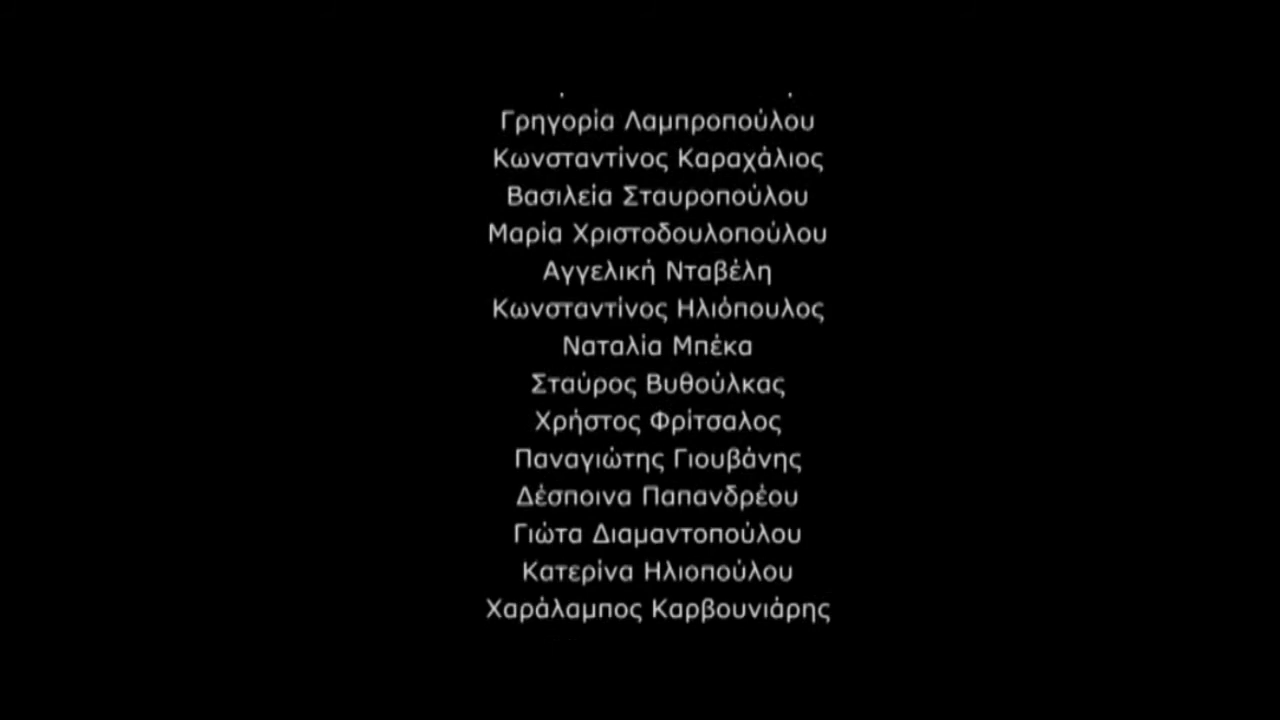 Γρηγορία Λαμπροπούλου
Κωνσταντίνος Καραχάλιος
Βασιλεία Σταυροπούλου
Μαρία Χριστοδουλοπούλου
Αγγελική Νταβέλη
Κωνσταντίνος Ηλιόπουλος
Ναταλία Μπέκα
Σταύρος Βυθούλκας
Χρήστος Φρίτσαλος
Παναγιώτης Γιουβάνης
Δέσποινα Παπανδρέου
Γιώτα Διαμαντοπούλου
Κατερίνα Ηλιοπούλου
Χαράλαμπος Καρβουνιάρης